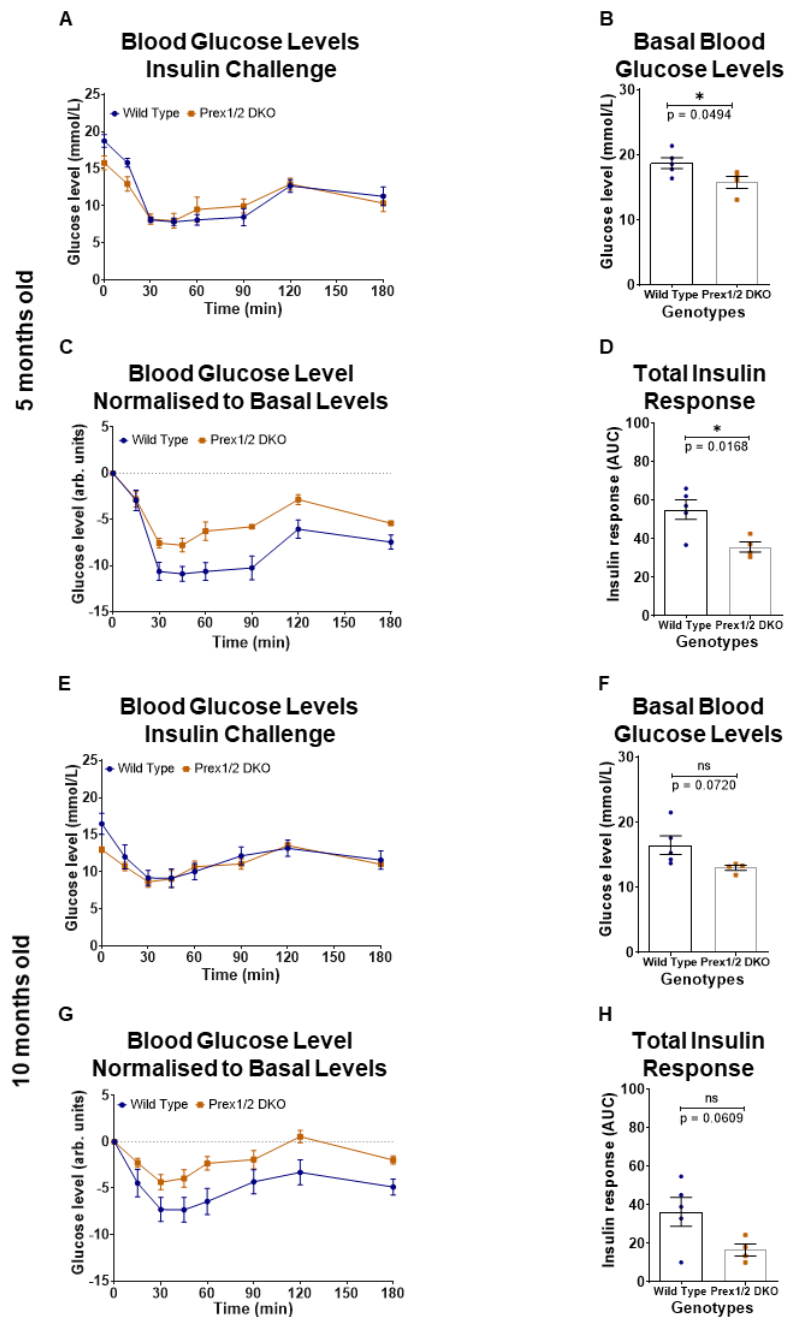 A
Blood Glucose Levels
Insulin Challenge
Wild Type
Prex1/2 DKO
Glucose level (mmol/L)
25
20
15
10
5
0
0 30 60 90 120 150 180
Time (min)
B
Basal Blood
Glucose Levels
*
p = 0.0494
Glucose level (mmol/L)
30
20
10
0
Wild Type Prex1/2 DKO
Genotypes
5 months old
C
Blood Glucose Level
Normalised to Basal Levels
Wild Type
Prex1/2 DKO
Glucose level (arb. units)
5
0
-5
-10
-15
0 30 60 90 120 150 180
Time (min)
D
Total Insulin
Response
*
p = 0.0168
Insulin response (AUC)
100
80
60
40
20
0
Wild Type Prex1/2 DKO
Genotypes
E
Blood Glucose Levels
Insulin Challenge
Wild Type
Prex1/2 DKO
Glucose level (mmol/L)
25
20
15
10
5
0
0 30 60 90 120 150 180
Time (min)
F
Basal Blood
Glucose Levels
ns
p = 0.0720
Glucose level (mmol/L)
30
20
10
0
Wild Type Prex1/2 DKO
Genotypes
10 months old
G
Blood Glucose Level
Normalised to Basal Levels
Wild Type
Prex1/2 DKO
Glucose level (arb. units)
5
0
-5
-10
-15
0 30 60 90 120 150 180
Time (min)
H
Total Insulin
Response
ns
p = 0.0609
Insulin response (AUC)
100
80
60
40
20
0
Wild Type Prex1/2 DKO
Genotypes